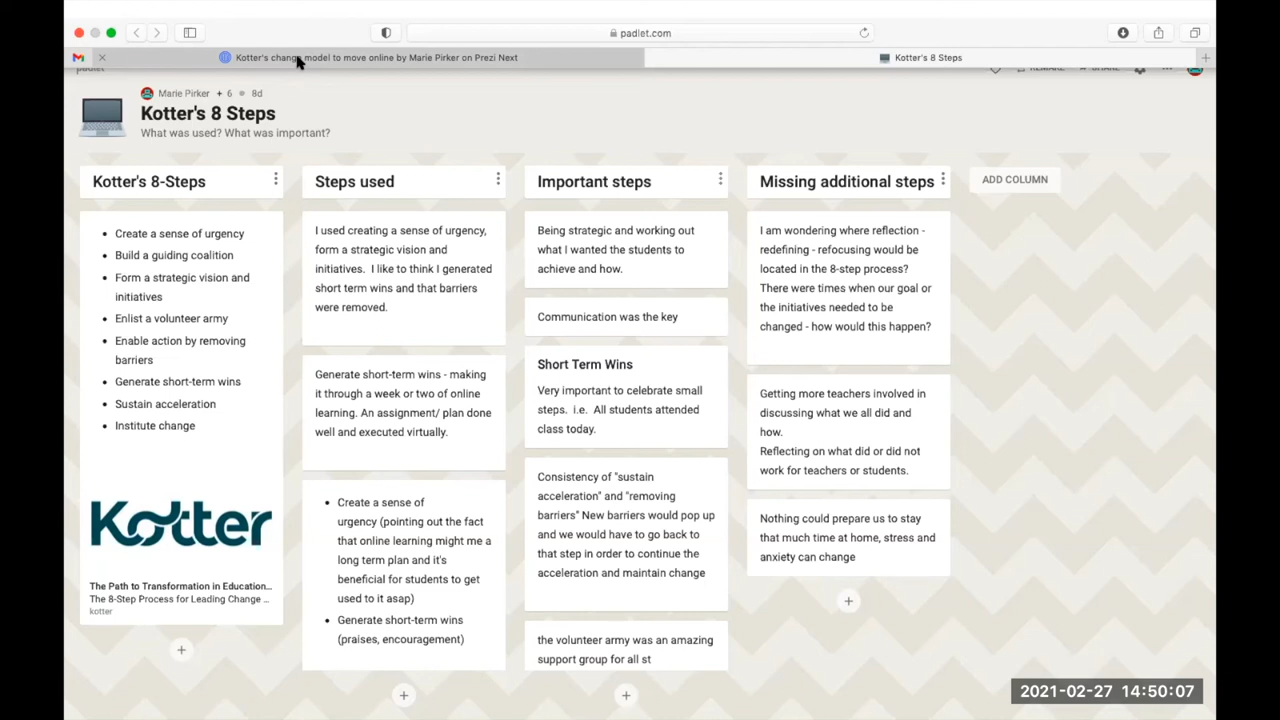 padlet.com
Kotter's change model to move online by Marie Pirker on Prezi Next
Kotter's 8 Steps
padlet
REMAKE
SHARE
Marie Pirker + 6 8d
Kotter's 8 Steps
What was used? What was important?
Kotter's 8-Steps
Create a sense of urgency
Build a guiding coalition
Form a strategic vision and
initiatives
Enlist a volunteer army
Enable action by removing
barriers
Generate short-term wins
Sustain acceleration
Institute change
Kotter
The Path to Transformation in Education...
The 8-Step Process for Leading Change ...
kotter
Steps used
I used creating a sense of urgency,
form a strategic vision and
initiatives. I like to think I generated
short term wins and that barriers
were removed.
Generate short-term wins - making
it through a week or two of online
learning. An assignment/ plan done
well and executed virtually.
Create a sense of
urgency (pointing out the fact
that online learning might me a
long term plan and it's
beneficial for students to get
used to it asap)
Generate short-term wins
(praises, encouragement)
Important steps
Being strategic and working out
what I wanted the students to
achieve and how.
Communication was the key
Short Term Wins
Very important to celebrate small
steps. i.e. All students attended
class today.
Consistency of "sustain
acceleration" and "removing
barriers" New barriers would pop up
and we would have to go back to
that step in order to continue the
acceleration and maintain change
the volunteer army was an amazing
support group for all st
Missing additional steps
I am wondering where reflection -
redefining - refocusing would be
located in the 8-step process?
There were times when our goal or
the initiatives needed to be
changed - how would this happen?
Getting more teachers involved in
discussing what we all did and
how.
Reflecting on what did or did not
work for teachers or students.
Nothing could prepare us to stay
that much time at home, stress and
anxiety can change
ADD COLUMN
2021-02-27 14:50:07